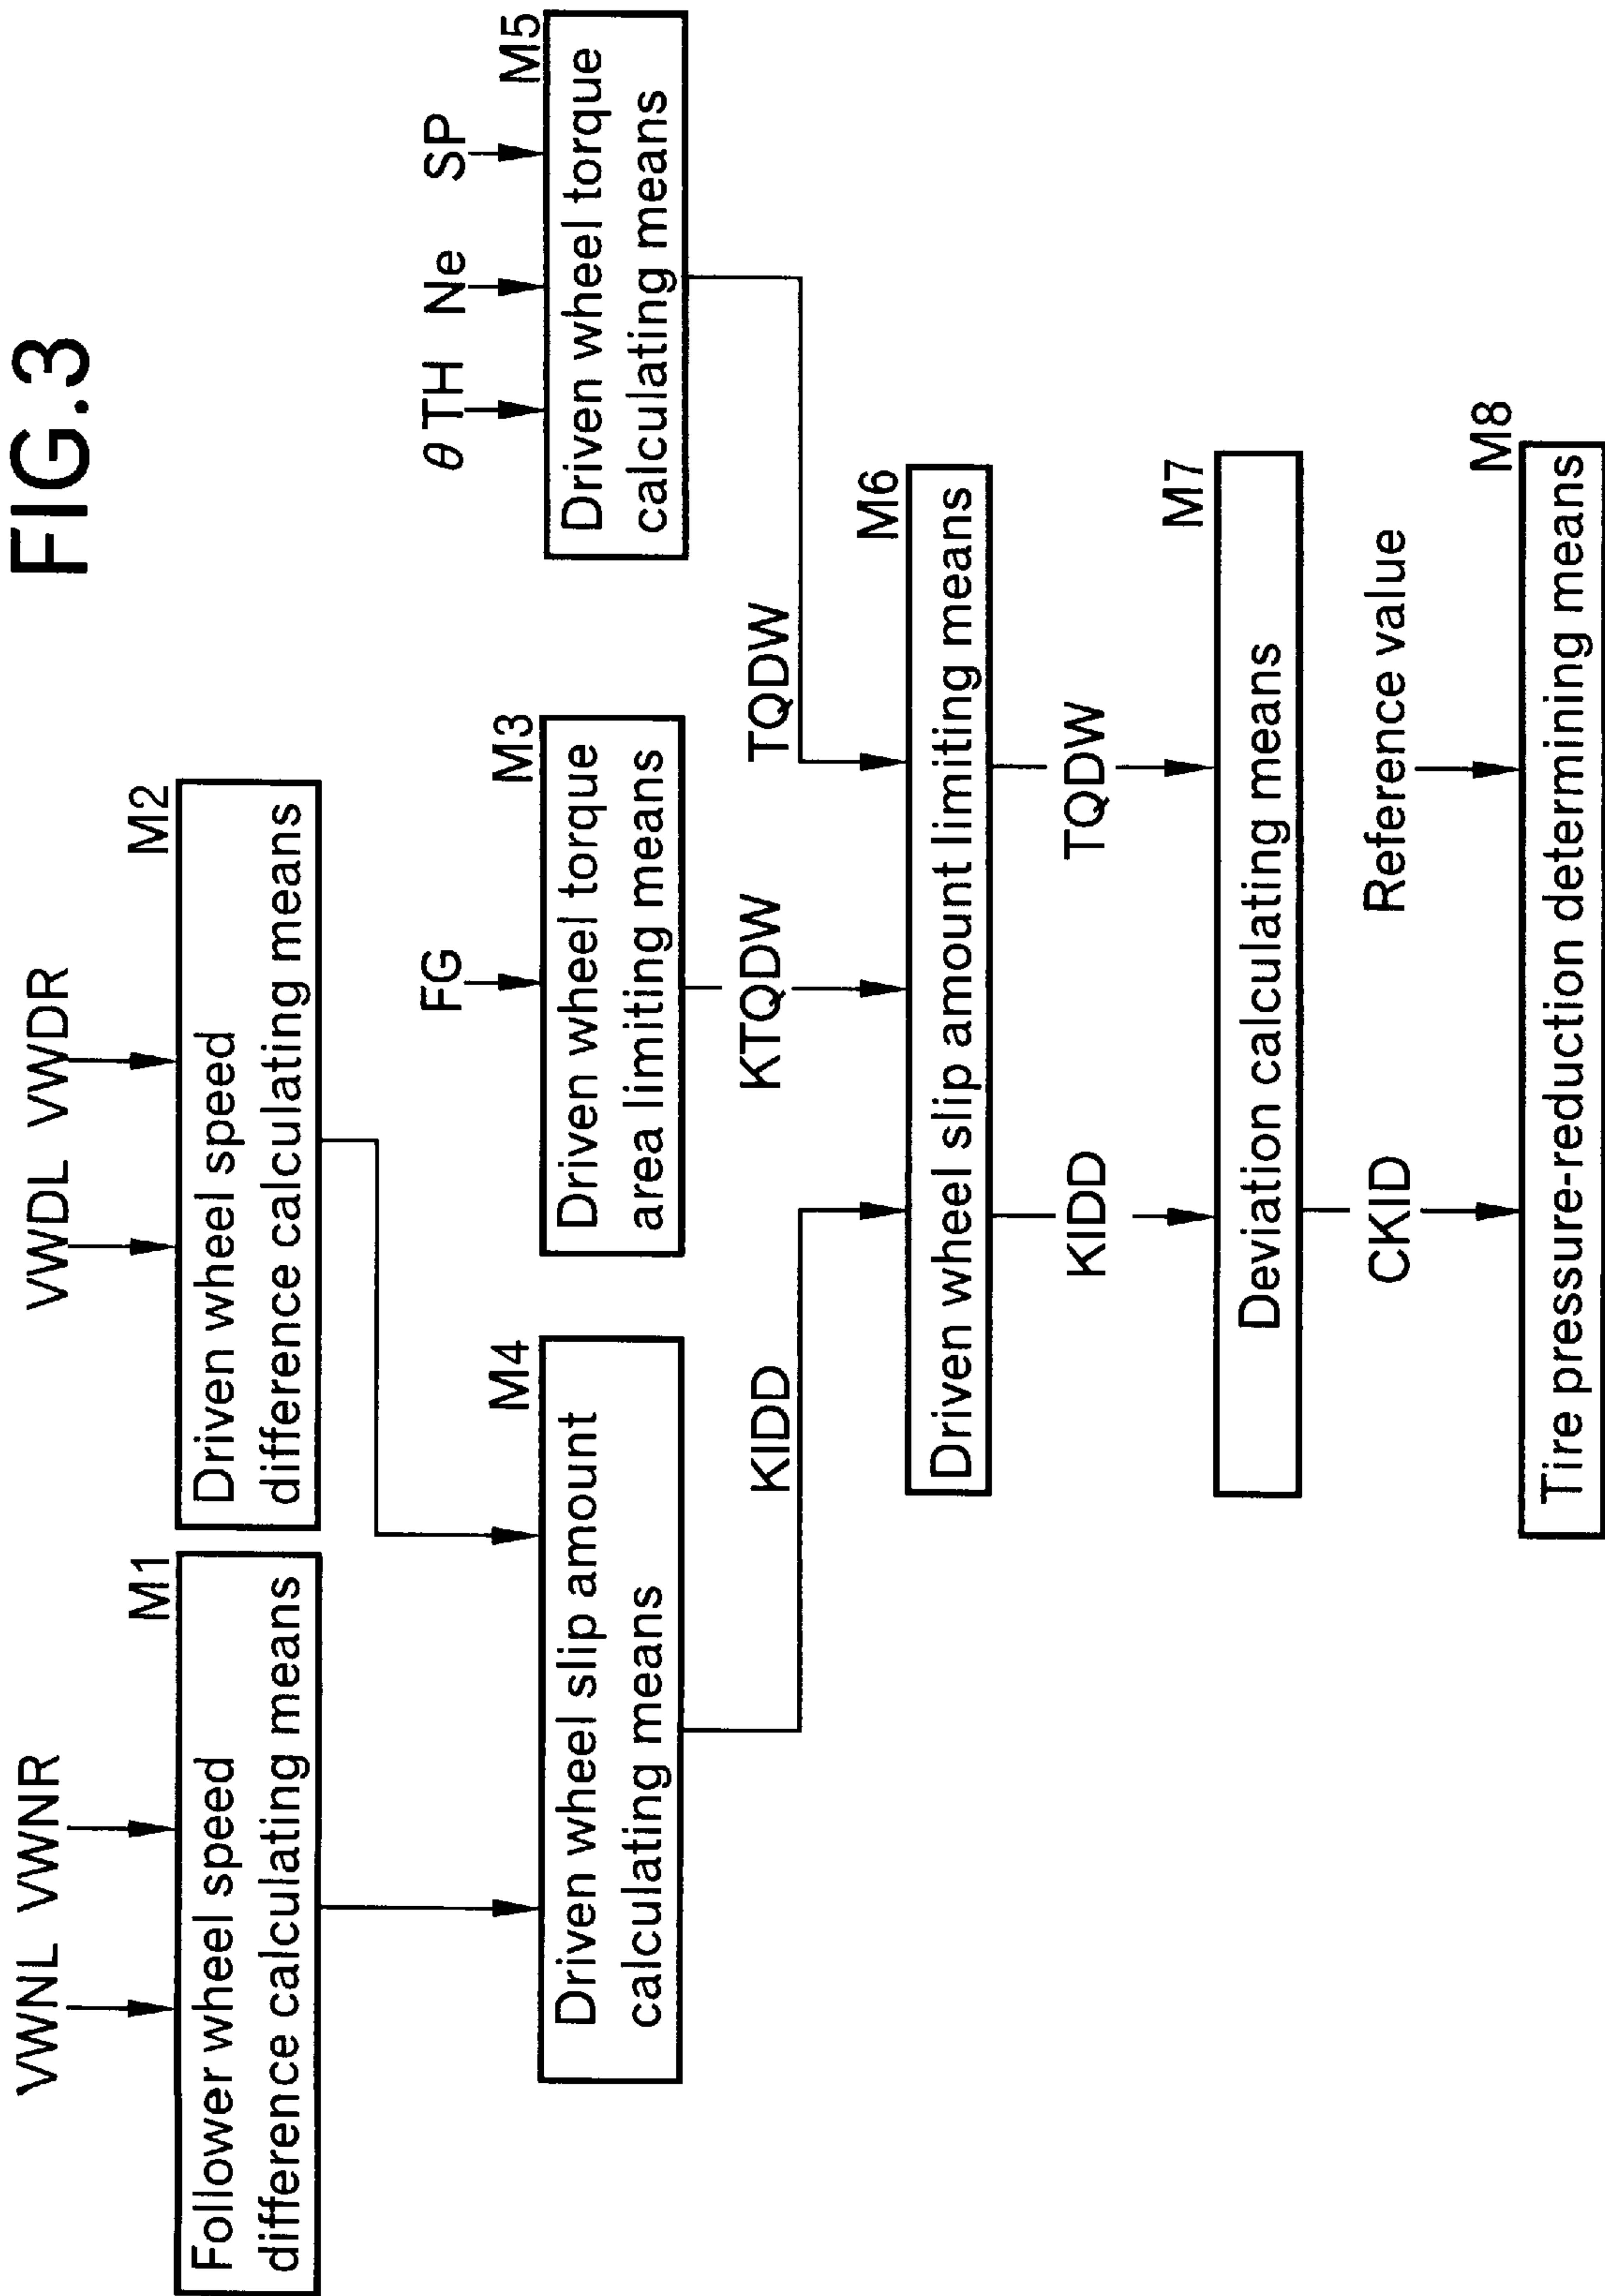 FIG.3
VWNL VWNR
VWDL VWDR
M1
Follower wheel speed
difference calculating means
M2
Driven wheel speed
difference calculating means
FG
θTH Ne SP
M4
Driven wheel slip amount
calculating means
M3
Driven wheel torque
area limiting means
M5
Driven wheel torque
calculating means
KIDD
KTQDW
TQDW
M6
Driven wheel slip amount limiting means
KIDD
TQDW
M7
Deviation calculating means
CKID
Reference value
M8
Tire pressure-reduction determining means